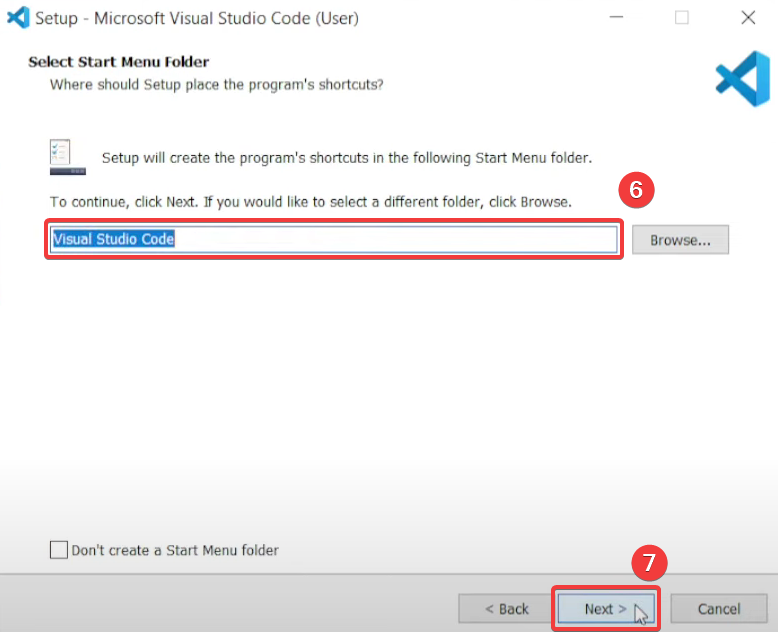 Setup - Microsoft Visual Studio Code (User)
Select Start Menu Folder
Where should Setup place the program's shortcuts?
Setup will create the program's shortcuts in the following Start Menu folder.
To continue, click Next. If you would like to select a different folder, click Browse.
6
Visual Studio Code
Browse...
Don't create a Start Menu folder
7
< Back
Next >
Cancel